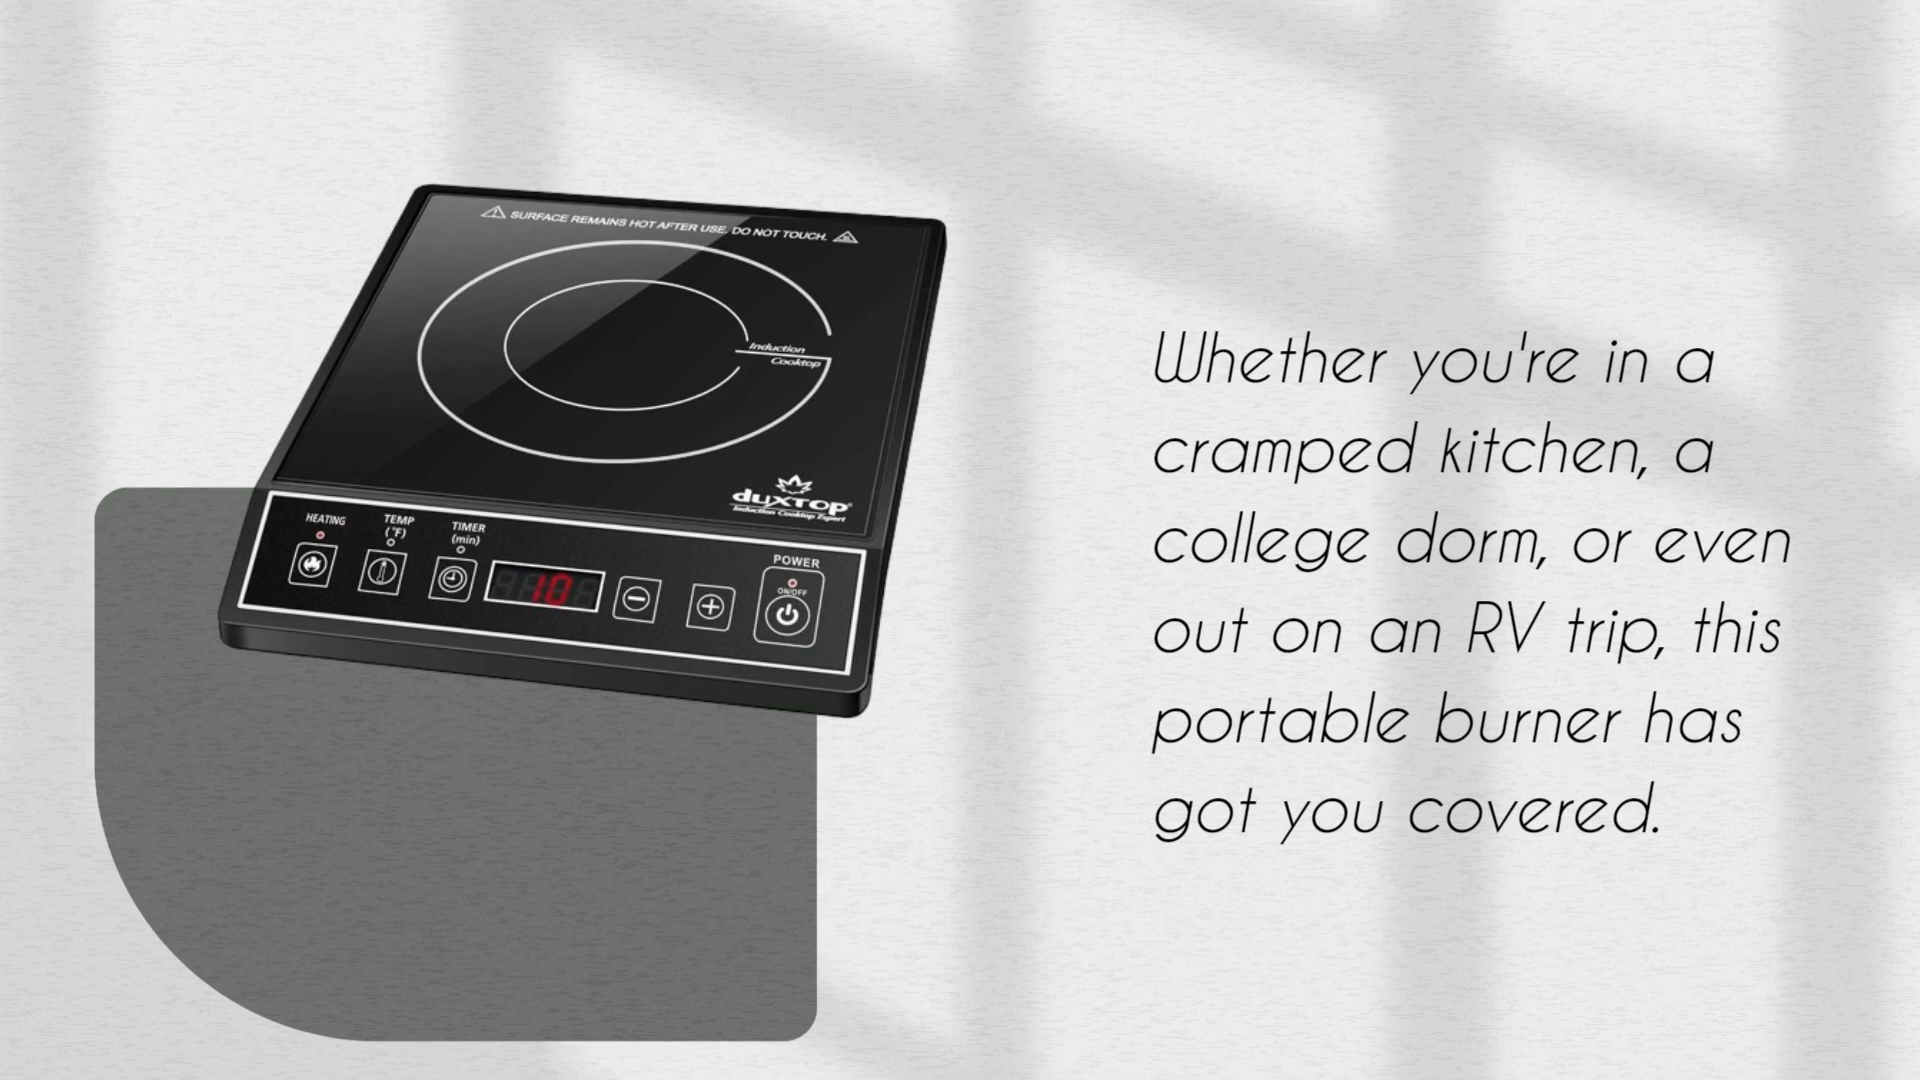 SURFACE REMAINS HOT AFTER USE. DO NOT TOUCH.
Induction
Cooktop
duxtop®
Induction Cooktop Expert
HEATING
TEMP
(°F)
TIMER
(min)
10
POWER
ON/OFF
Whether you're in a
cramped kitchen, a
college dorm, or even
out on an RV trip, this
portable burner has
got you covered.